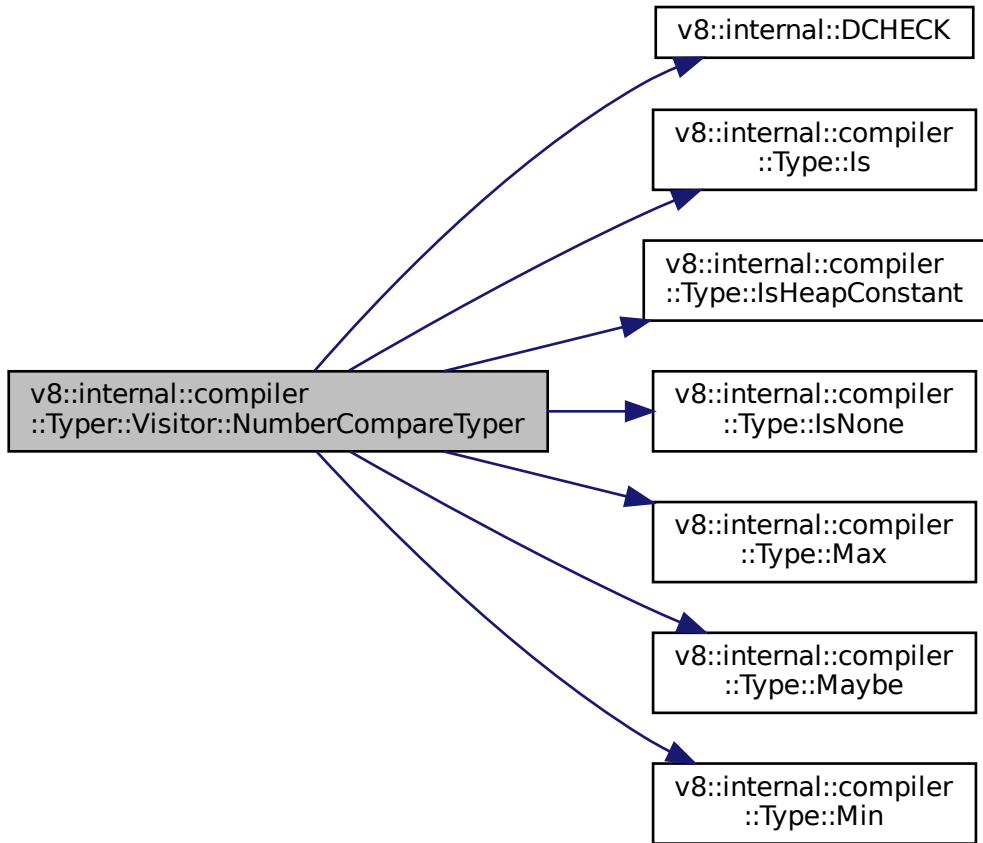 v8::internal::DCHECK
v8::internal::compiler
::Type::Is
v8::internal::compiler
::Type::IsHeapConstant
v8::internal::compiler
::Typer::Visitor::NumberCompareTyper
v8::internal::compiler
::Type::IsNone
v8::internal::compiler
::Type::Max
v8::internal::compiler
::Type::Maybe
v8::internal::compiler
::Type::Min